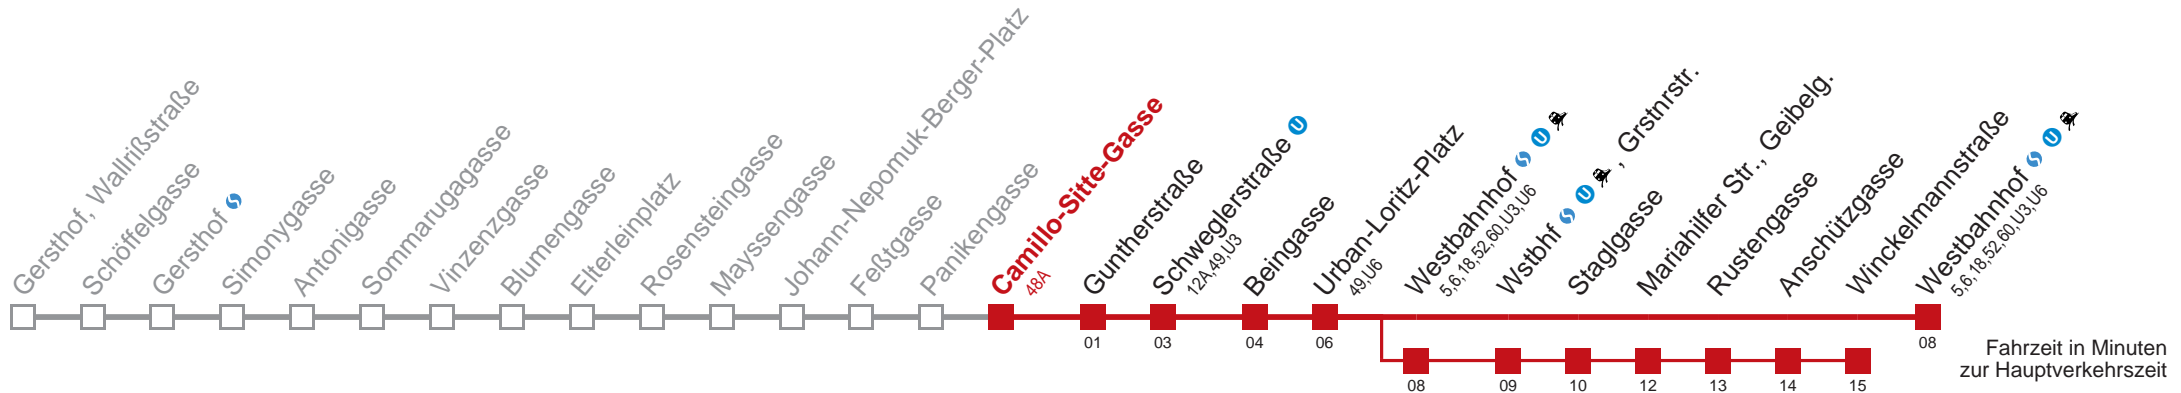 Gersthof, Wallrißstraße
Schöffelgasse
Gersthof
Simonygasse
Antonigasse
Sommarugagasse
Vinzenzgasse
Blumengasse
Elterleinplatz
Rosensteingasse
Mayssengasse
Johann-Nepomuk-Berger-Platz
Feßtgasse
Panikengasse
Camillo-Sitte-Gasse
48A
Guntherstraße
Schweglerstraße U
12A,49,U3
Beingasse
Urban-Loritz-Platz
49,U6
Westbahnhof U
5,6,18,52,60,U3,U6
Wstbhf U , Grstnrstr.
Staglgasse
Mariahilfer Str., Geibelg.
Rustengasse
Anschützgasse
Winckelmannstraße
Westbahnhof U
5,6,18,52,60,U3,U6
01 03 04 06 08
08 09 10 12 13 14 15
Fahrzeit in Minuten
zur Hauptverkehrszeit